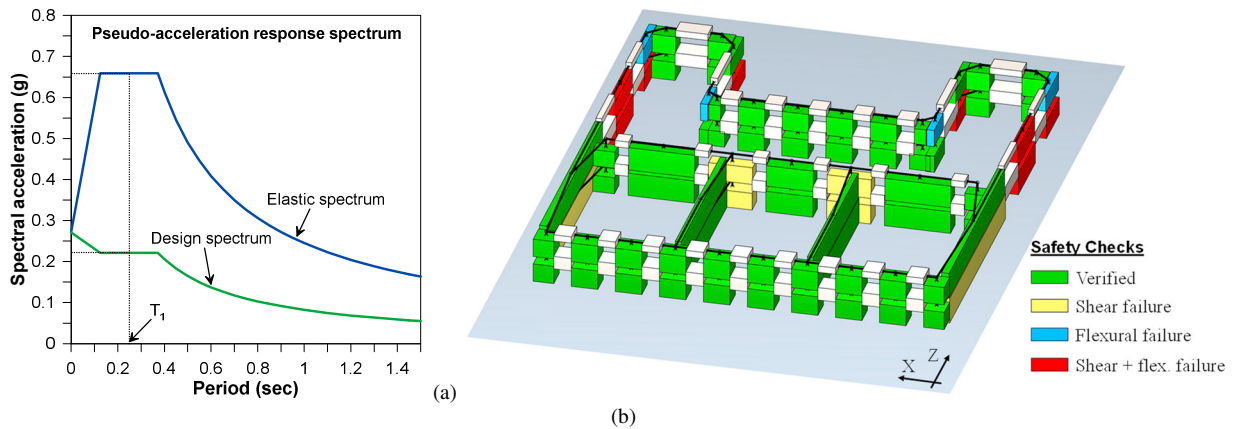 Pseudo-acceleration response spectrum
Spectral acceleration (g)
0.8
0.7
0.6
0.5
0.4
0.3
0.2
0.1
0
Elastic spectrum
Design spectrum
T1
0 0.2 0.4 0.6 0.8 1 1.2 1.4
Period (sec)
(a)
Safety Checks
Verified
Shear failure
Flexural failure
Shear + flex. failure
X
Z
(b)